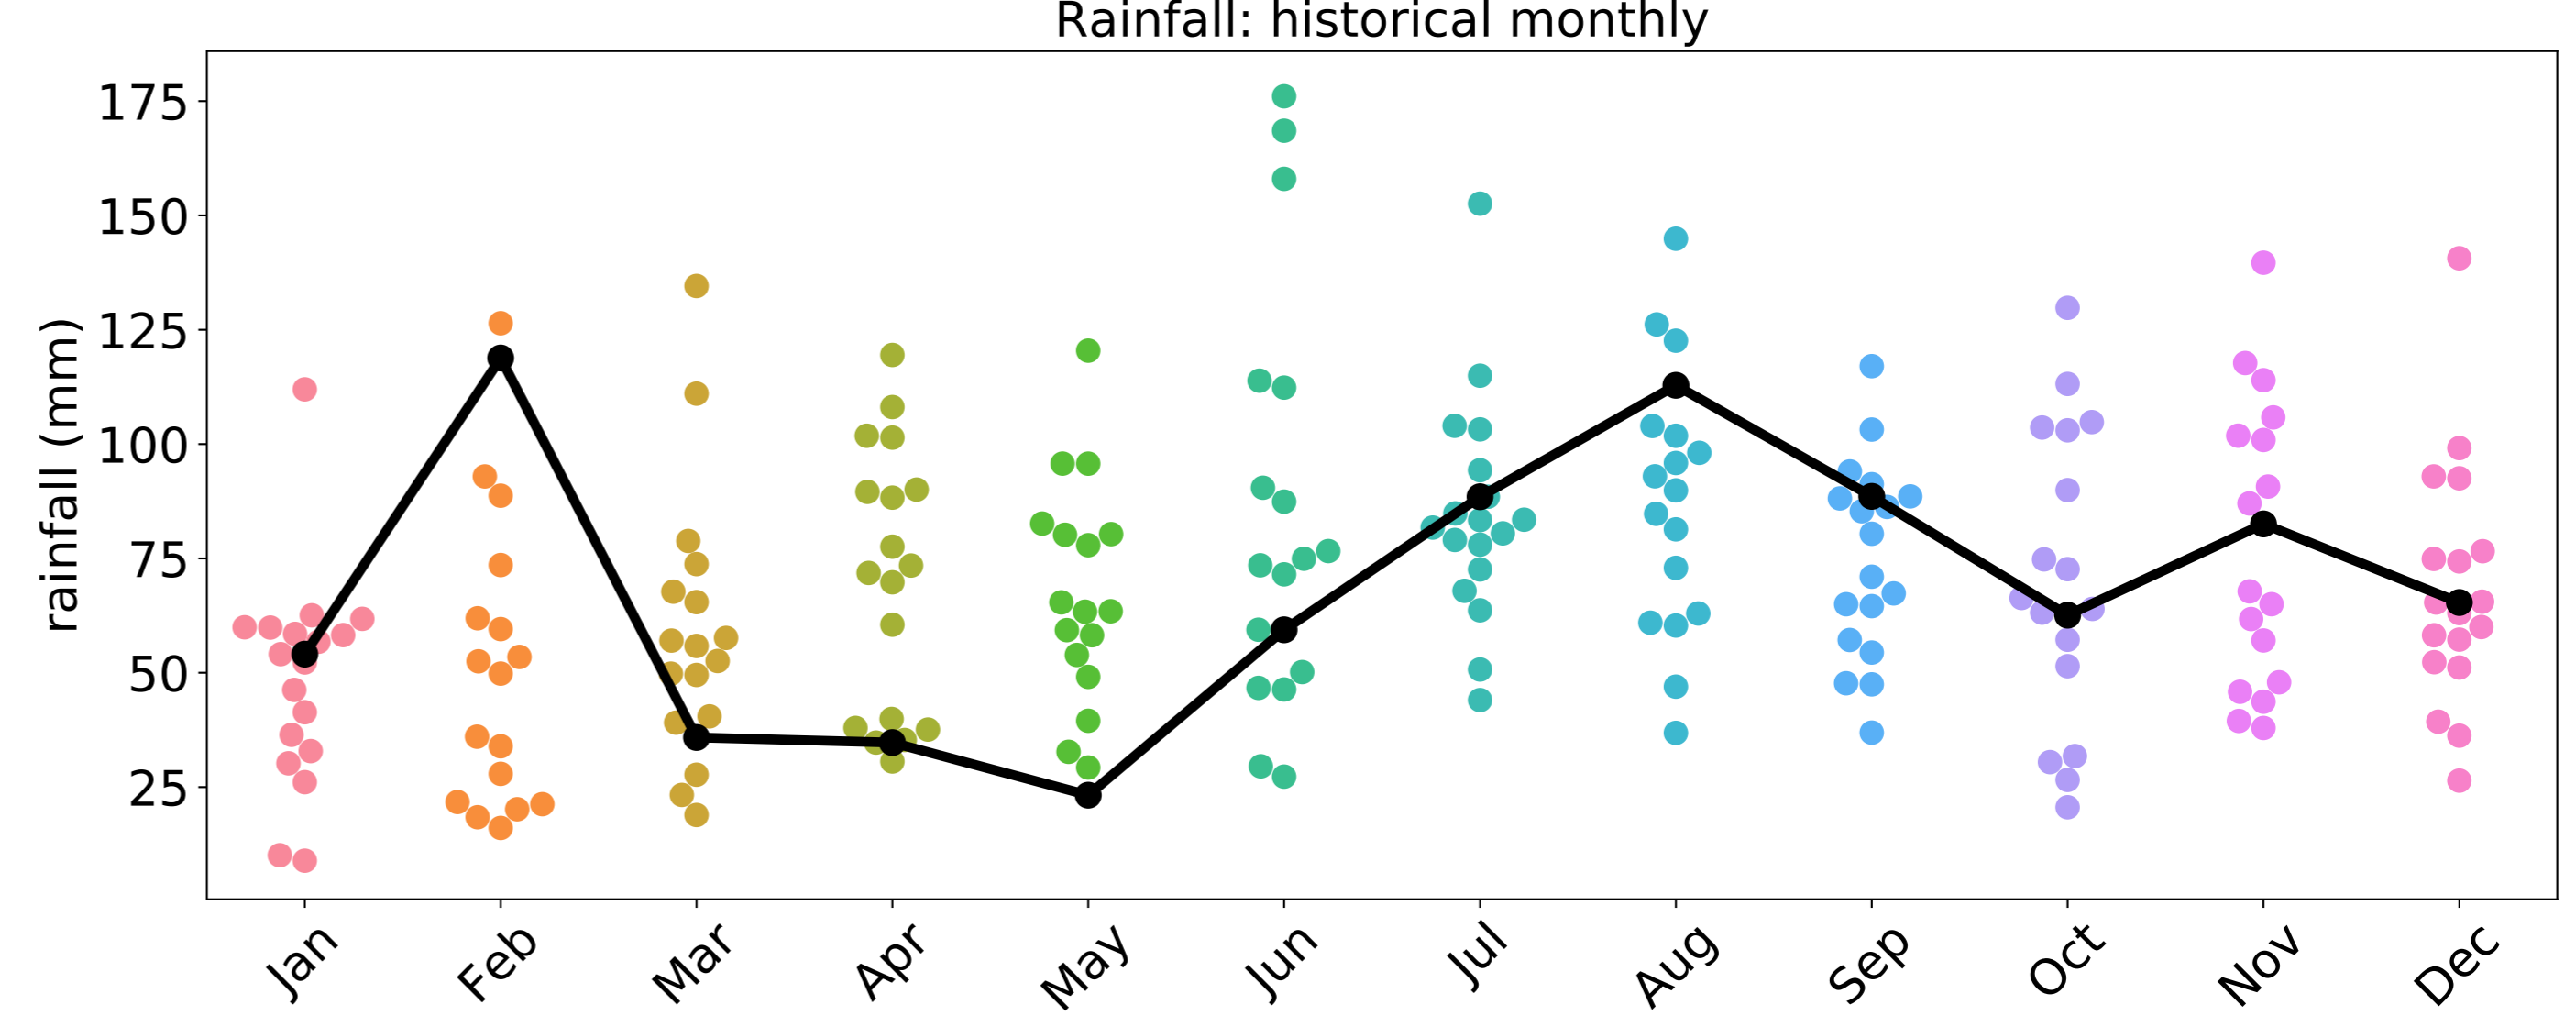 Rainfall: historical monthly
rainfall (mm)
175
150
125
100
75
50
25
Jan
Feb
Mar
Apr
May
Jun
Jul
Aug
Sep
Oct
Nov
Dec